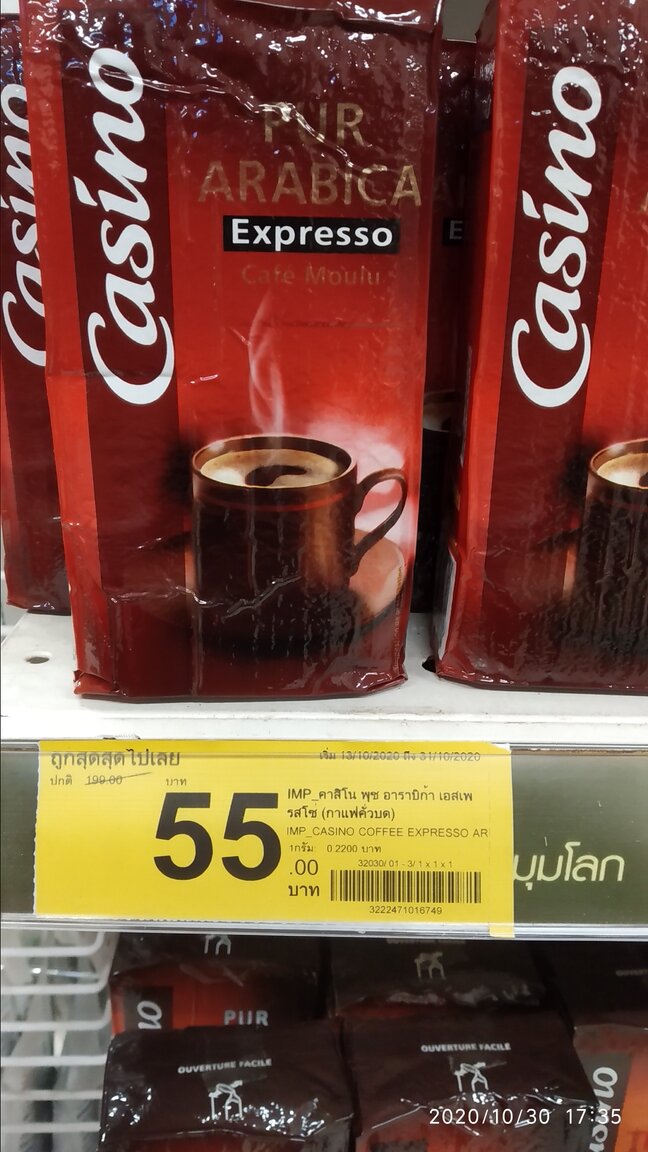 Casino
PUR
ARABICA
Expresso
Café Moulu
Casino
Casino
E
ถูกสุดสุดไปเลย
เริ่ม 13/10/2020 ถึง 31/10/2020
ปกติ 199.00 บาท
55
.00
บาท
IMP_คาสิโน พุซ อาราบิก้า เอสเพ
รสโซ่ (กาแฟคั่วบด)
IMP_CASINO COFFEE EXPRESSO AR
1กรัม: 0.2200 บาท
32030/ 01 - 3/ 1 x 1 x 1
3222471016749
มุมโลก
PUR
OUVERTURE FACILE
OUVERTURE FACILE
2020/10/30 17:35